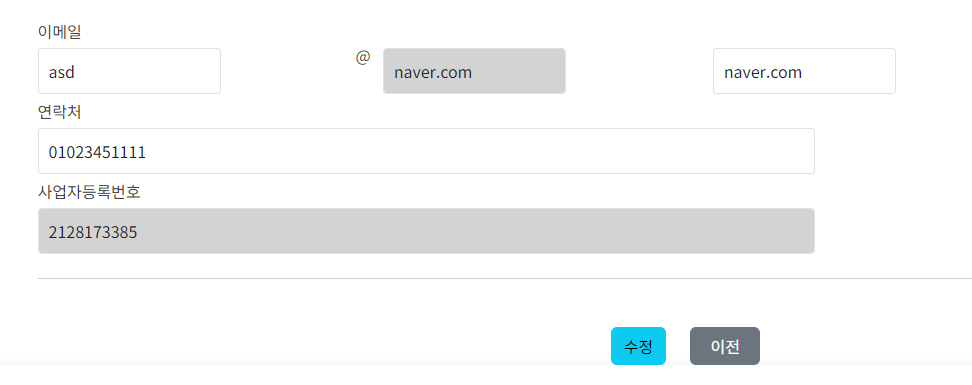 이메일
asd @ naver.com naver.com
연락처
01023451111
사업자등록번호
2128173385
수정 이전